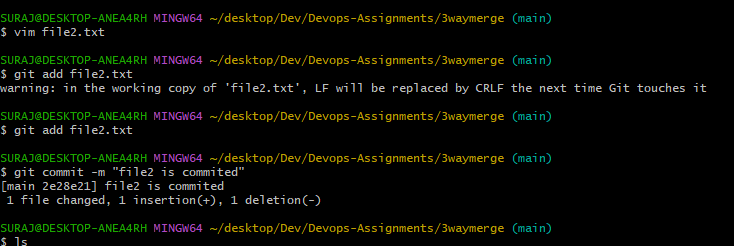 SURAJ@DESKTOP-ANEA4RH MINGW64 ~/desktop/Dev/Devops-Assignments/3waymerge (main)
$ vim file2.txt
SURAJ@DESKTOP-ANEA4RH MINGW64 ~/desktop/Dev/Devops-Assignments/3waymerge (main)
$ git add file2.txt
warning: in the working copy of 'file2.txt', LF will be replaced by CRLF the next time Git touches it
SURAJ@DESKTOP-ANEA4RH MINGW64 ~/desktop/Dev/Devops-Assignments/3waymerge (main)
$ git add file2.txt
SURAJ@DESKTOP-ANEA4RH MINGW64 ~/desktop/Dev/Devops-Assignments/3waymerge (main)
$ git commit -m "file2 is commited"
[main 2e28e21] file2 is commited
 1 file changed, 1 insertion(+), 1 deletion(-)
SURAJ@DESKTOP-ANEA4RH MINGW64 ~/desktop/Dev/Devops-Assignments/3waymerge (main)
$ ls